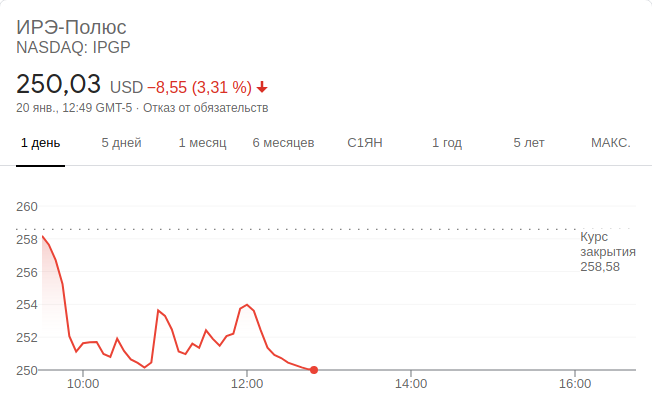 ИРЭ-Полюс
NASDAQ: IPGP
250,03 USD −8,55 (3,31 %)
20 янв., 12:49 GMT-5 · Отказ от обязательств
1 день 5 дней 1 месяц 6 месяцев С1ЯН 1 год 5 лет МАКС.
260
258
256
254
252
250
Курс
закрытия
258,58
10:00 12:00 14:00 16:00